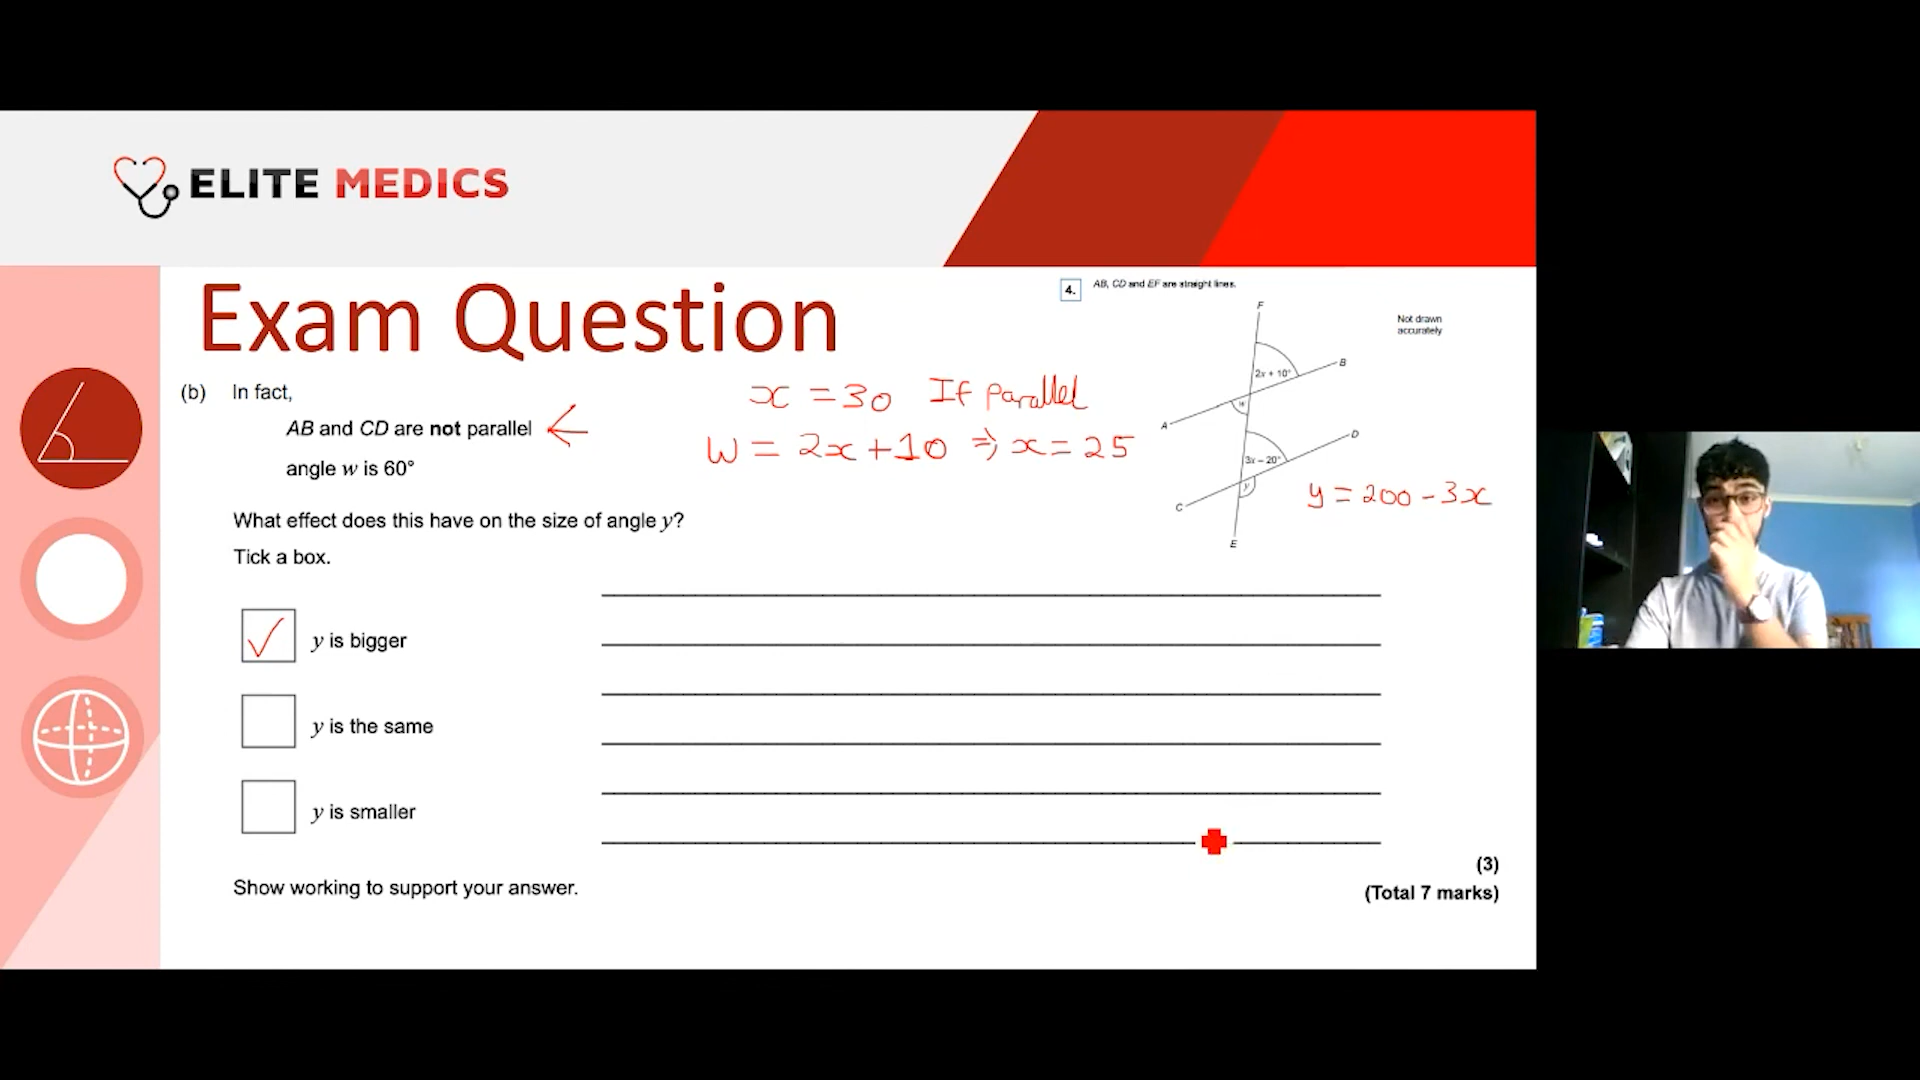 ELITE MEDICS
Exam Question
4. AB, CD and EF are straight lines.
F
Not drawn
accurately
B
2x + 10°
w
A
D
3x – 20°
y
C
E
y = 200 - 3x
(b) In fact,
AB and CD are not parallel
angle w is 60°
x = 30 If parallel
W = 2x + 10 ⇒ x = 25
What effect does this have on the size of angle y?
Tick a box.
✓ y is bigger
y is the same
y is smaller
Show working to support your answer.
(3)
(Total 7 marks)